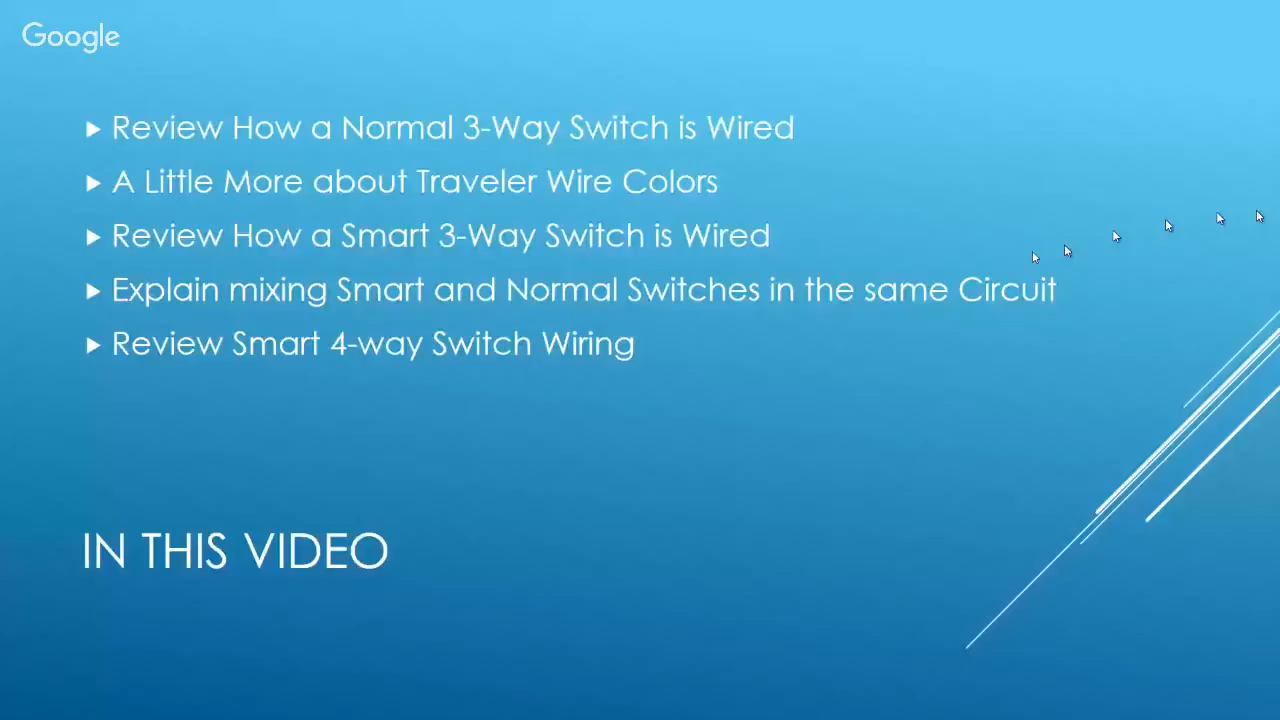 Google
Review How a Normal 3-Way Switch is Wired
A Little More about Traveler Wire Colors
Review How a Smart 3-Way Switch is Wired
Explain mixing Smart and Normal Switches in the same Circuit
Review Smart 4-way Switch Wiring
IN THIS VIDEO